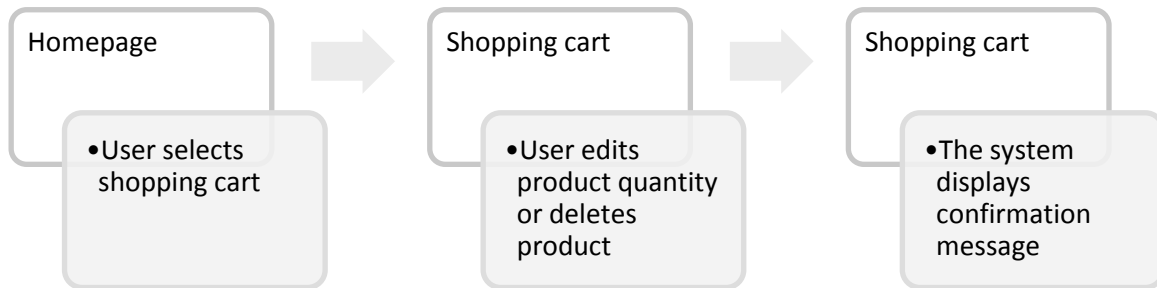 Homepage
•User selects
shopping cart
Shopping cart
•User edits
product quantity
or deletes
product
Shopping cart
•The system
displays
confirmation
message